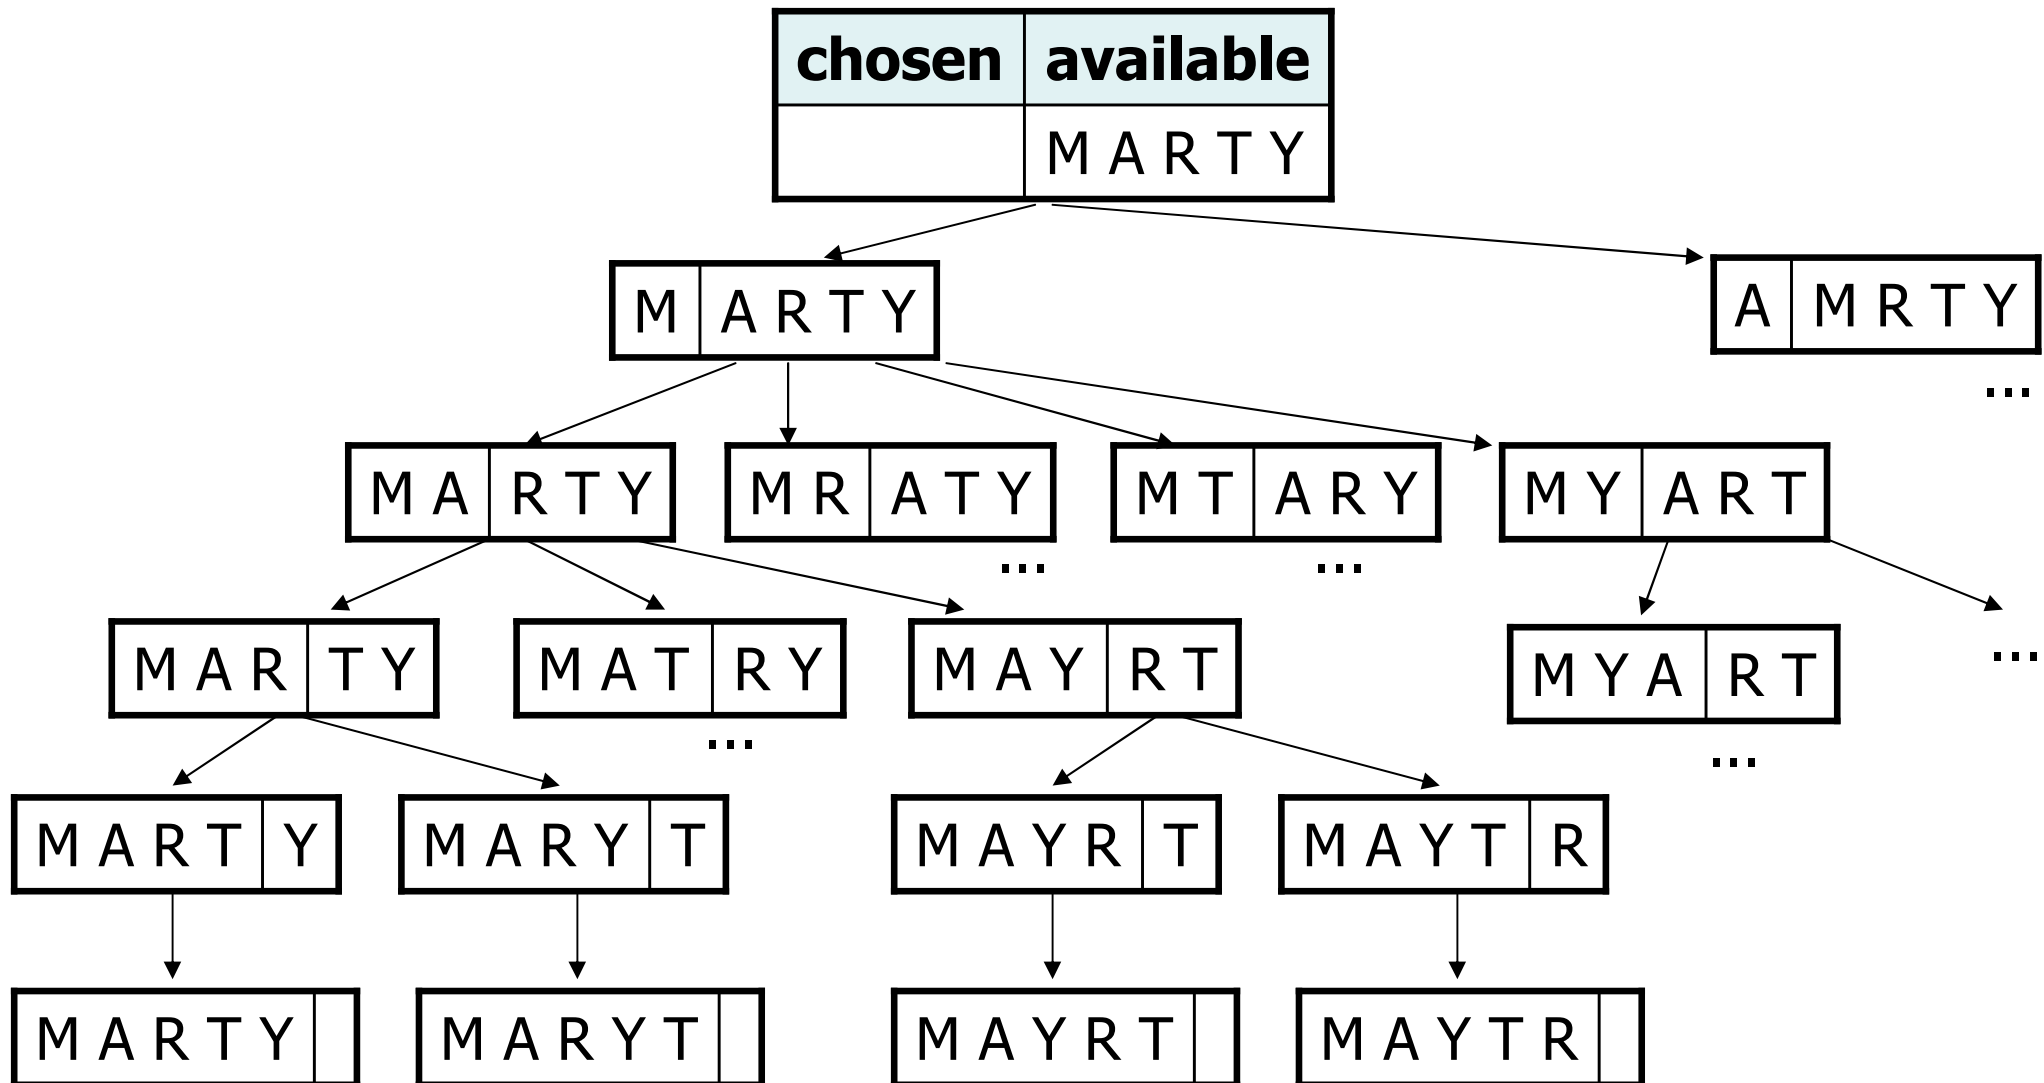 chosen available
M A R T Y
M A R T Y
A M R T Y
...
M A R T Y
M R A T Y
M T A R Y
M Y A R T
...
...
M A R T Y
M A T R Y
M A Y R T
M Y A R T
...
...
...
M A R T Y
M A R Y T
M A Y R T
M A Y T R
M A R T Y
M A R Y T
M A Y R T
M A Y T R